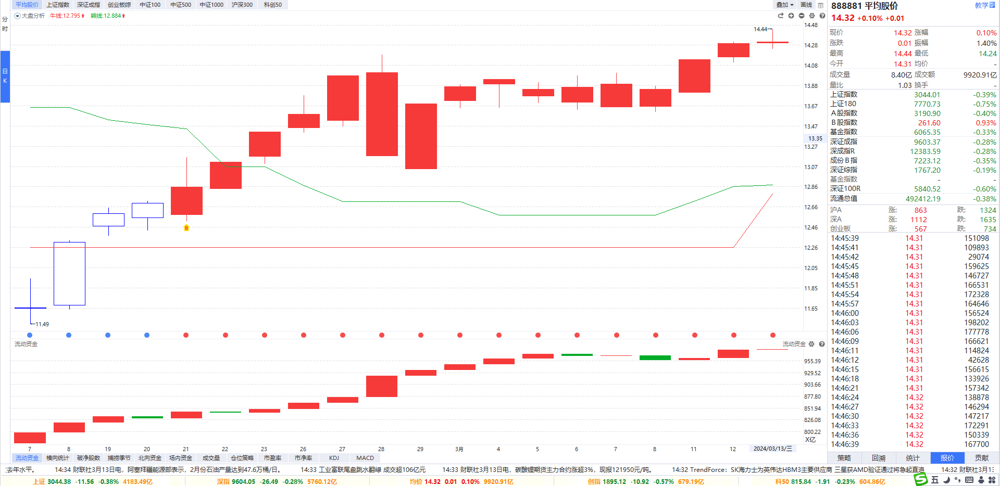 平均股价 上证指数 深证成指 创业板综 中证100 中证500 中证1000 沪深300 科创50
叠加 画线
分时
日K
大盘分析 牛线:12.795 熊线:12.884
14.44
11.49
14.48
14.28
14.08
13.88
13.67
13.47
13.35
13.27
13.07
12.86
12.66
12.46
12.26
12.05
11.85
11.65
流动资金
流动资金
955.39
929.52
903.66
877.80
851.94
826.08
800.22
X亿
7 8 19 20 21 22 23 26 27 28 29 3月 4 5 6 7 8 11 12 2024/03/13/三
流动资金 横向统计 破净股数 捕捞季节 北向资金 场内资金 成交量 仓位策略 市盈率 市净率 KDJ MACD
888881 平均股价 教学
14.32 +0.10% +0.01
现价 14.32 涨幅 0.10%
涨跌 0.01 振幅 1.40%
最高 14.44 最低 14.24
今开 14.31 均价 -
成交量 8.40亿 成交额 9920.91亿
量比 1.03 换手 -
上证指数 3044.01 -0.39%
上证180 7770.73 -0.75%
A股指数 3190.90 -0.40%
B股指数 261.60 0.93%
基金指数 6065.35 -0.33%
深证成指 9603.37 -0.28%
深成指R 12383.59 -0.28%
成份B指 7223.12 -0.35%
深证综指 1767.20 -0.19%
基金指数 - -
深证100R 5840.52 -0.60%
流通总值 492412.19 -0.38%
沪A 涨: 863 跌: 1324
深A 涨: 1112 跌: 1635
创业板 涨: 567 跌: 734
14:45:39 14.31 151098
14:45:41 14.31 109893
14:45:42 14.31 29074
14:45:45 14.31 159625
14:45:48 14.31 146727
14:45:51 14.31 166531
14:45:54 14.31 172328
14:45:57 14.31 164646
14:46:00 14.31 156524
14:46:03 14.31 198202
14:46:06 14.31 177778
14:46:09 14.31 166621
14:46:11 14.31 114824
14:46:12 14.31 42628
14:46:15 14.31 156615
14:46:18 14.31 133926
14:46:21 14.31 157342
14:46:24 14.32 138878
14:46:27 14.32 146294
14:46:30 14.32 147217
14:46:33 14.32 172291
14:46:36 14.32 150339
14:46:39 14.32 167700
策略 回溯 统计 报价 贡献
去年水平。 14:34 财联社3月13日电，阿塞拜疆能源部表示，2月份石油产量达到47.6万桶/日。 14:33 工业富联尾盘跳水翻绿 成交超106亿元 14:33 财联社3月13日电，碳酸锂期货主力合约涨超3%，现报121950元/吨。 14:32 TrendForce：SK海力士为英伟达HBM3主要供应商 三星获AMD验证通过将急起直追 14:32 财联社3月13
上证 3044.38 -11.56 -0.38% 4183.49亿 深指 9604.05 -26.49 -0.28% 5760.12亿 均价 14.32 0.01 0.10% 9920.91亿 创指 1895.12 -10.92 -0.57% 679.19亿 科50 815.84 -1.91 -0.23% 604.86亿
五